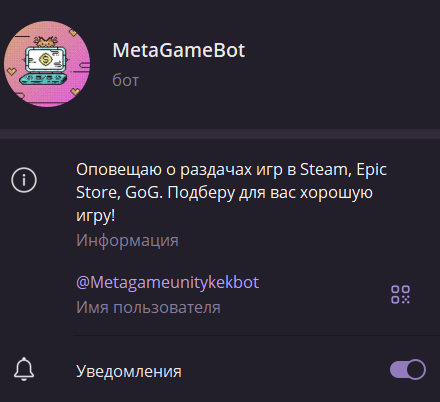 MetaGameBot
бот
Оповещаю о раздачах игр в Steam, Epic
Store, GoG. Подберу для вас хорошую
игру!
Информация
@Metagameunitykekbot
Имя пользователя
Уведомления